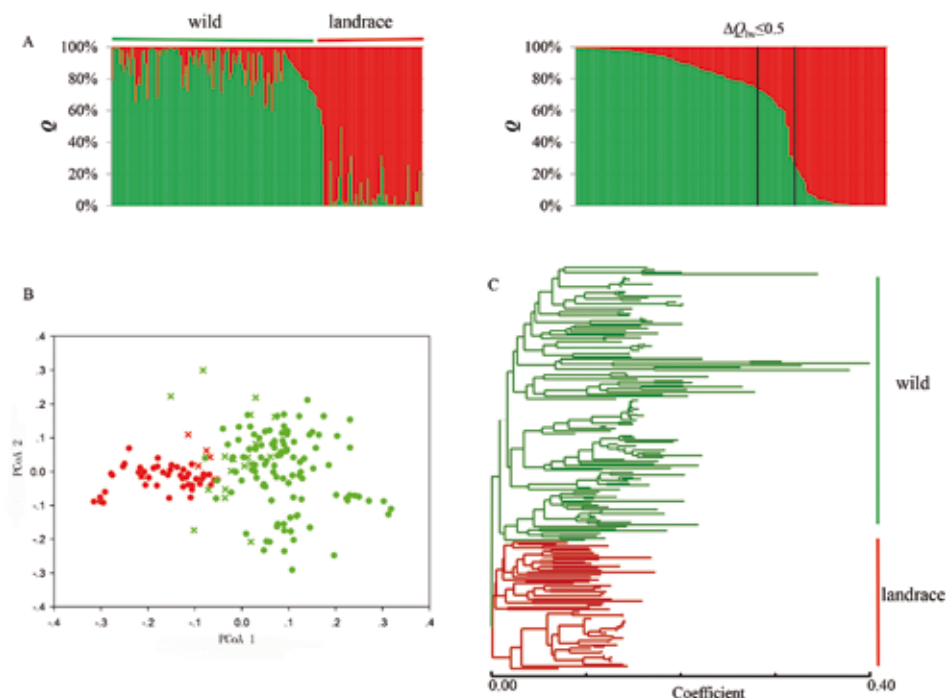 wild landrace
A
100%
80%
60%
40%
20%
0%
Q
100%
80%
60%
40%
20%
0%
Q
B
.4
.3
.2
.1
0.0
-.1
-.2
-.3
-.4
PCoA 2
-.4 -.3 -.2 -.1 0.0 .1 .2 .3 .4
PCoA 1
C
wild
landrace
0.00 0.40
Coefficient